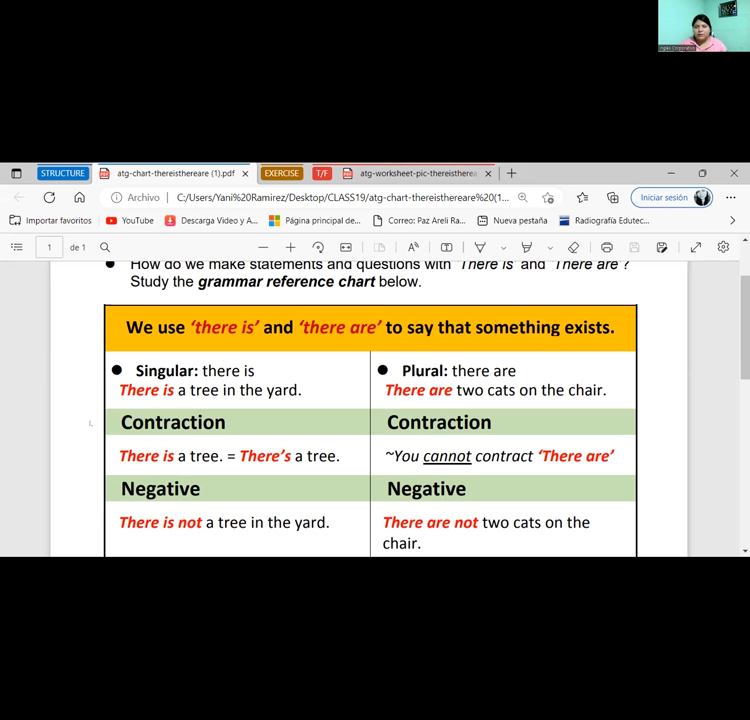 Inglés Corporativo
STRUCTURE
atg-chart-thereisthereare (1).pdf
EXERCISE
T/F
atg-worksheet-pic-thereistherea
Archivo
C:/Users/Yani%20Ramirez/Desktop/CLASS19/atg-chart-thereisthereare%20(1...
Iniciar sesión
Importar favoritos
YouTube
Descarga Video y A...
Página principal de...
Correo: Paz Areli Ra...
Nueva pestaña
Radiografía Edutec...
1
de 1
● How do we make statements and questions with 'There is' and 'There are'?
Study the grammar reference chart below.
We use 'there is' and 'there are' to say that something exists.
● Singular: there is
There is a tree in the yard.
● Plural: there are
There are two cats on the chair.
Contraction
Contraction
There is a tree. = There's a tree.
~You cannot contract 'There are'
Negative
Negative
There is not a tree in the yard.
There are not two cats on the
chair.